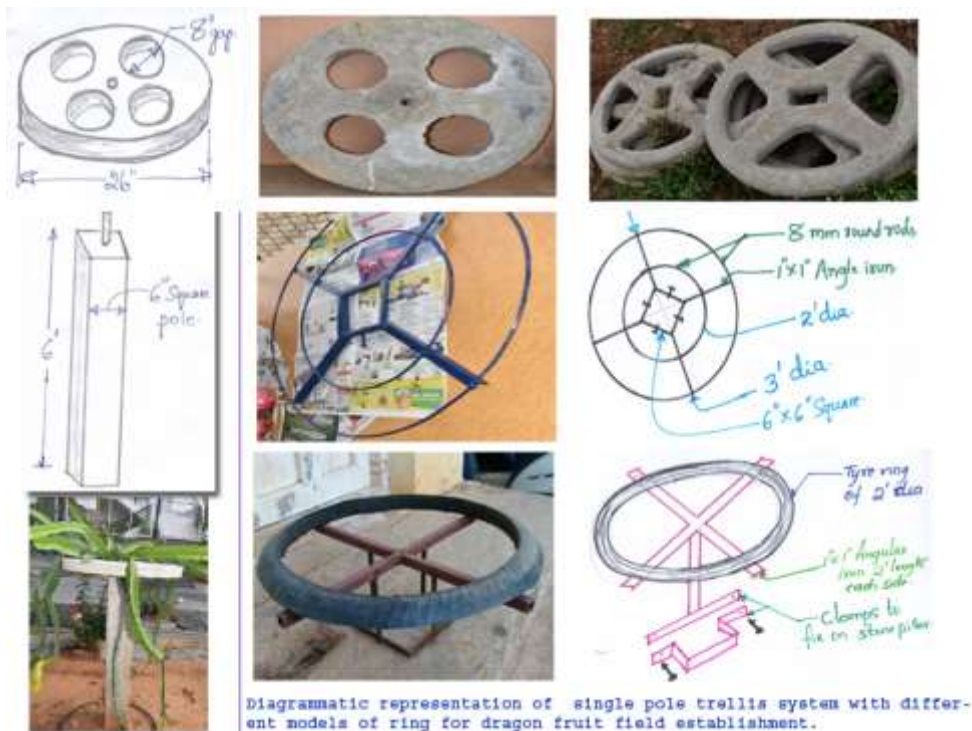 8" gap
26"
6" Square
pole.
6'
8 mm round rods
1"x1" Angle iron
2' dia
3' dia
6"x6" Square
Tyre ring
of 2' dia
1"x1" Angular
iron 2' length
each side
Clamps to
fix on stone pillar
Diagrammatic representation of single pole trellis system with differ-
ent models of ring for dragon fruit field establishment.